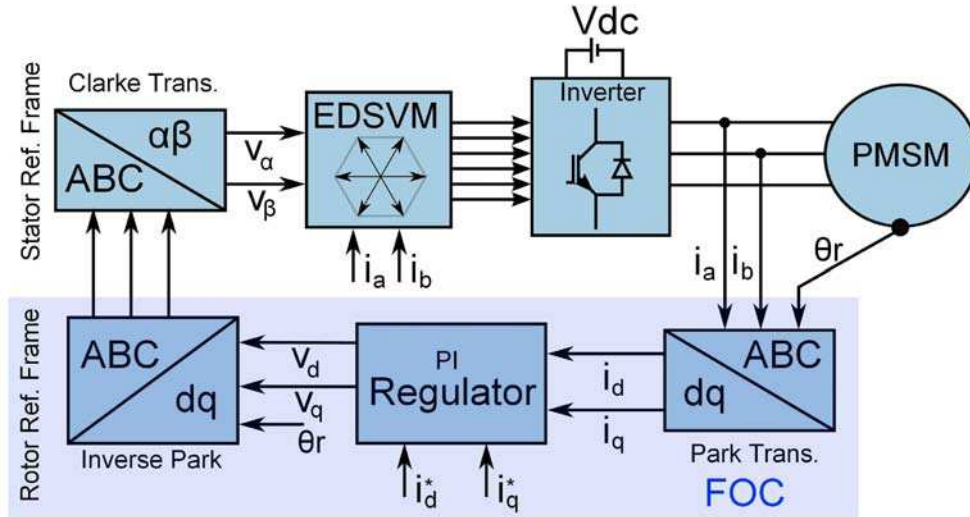 Vdc
Clarke Trans.
Stator Ref. Frame
αβ
ABC
vα
vβ
EDSVM
Inverter
PMSM
ia
ib
ia
ib
θr
Rotor Ref. Frame
ABC
dq
Inverse Park
vd
vq
θr
PI
Regulator
i*d
i*q
id
iq
ABC
dq
Park Trans.
FOC